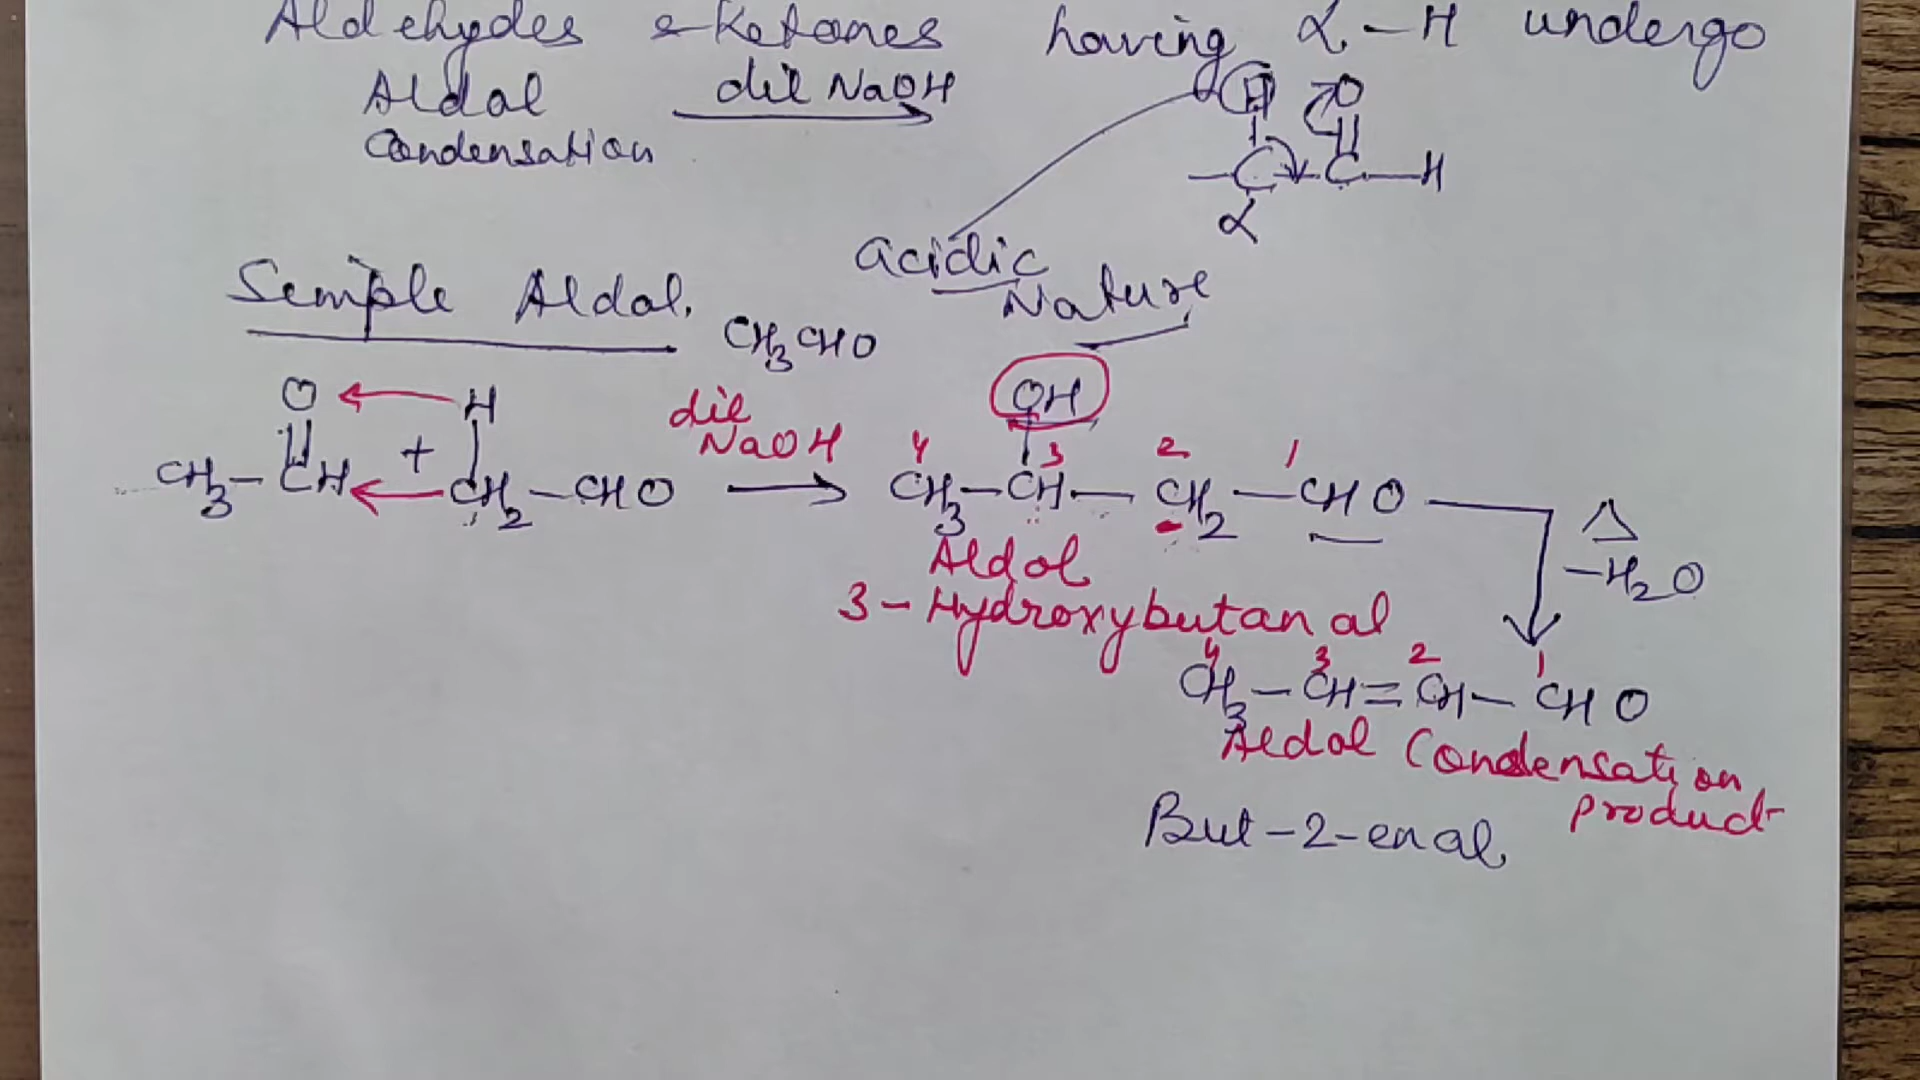 Aldehydes & Ketones having α-H undergo
Aldol Condensation dil NaOH
H O
-C-C-H
α
acidic Nature
Semiple Aldol.
CH3CHO
O H
CH3-CH + CH2-CHO dil NaOH
OH
4 3 2 1
CH3-CH-CH2-CHO
Δ
-H2O
Aldol
3-Hydroxybutanal
4 3 2 1
CH3-CH=CH-CHO
Aldol Condensation product
But-2-enal